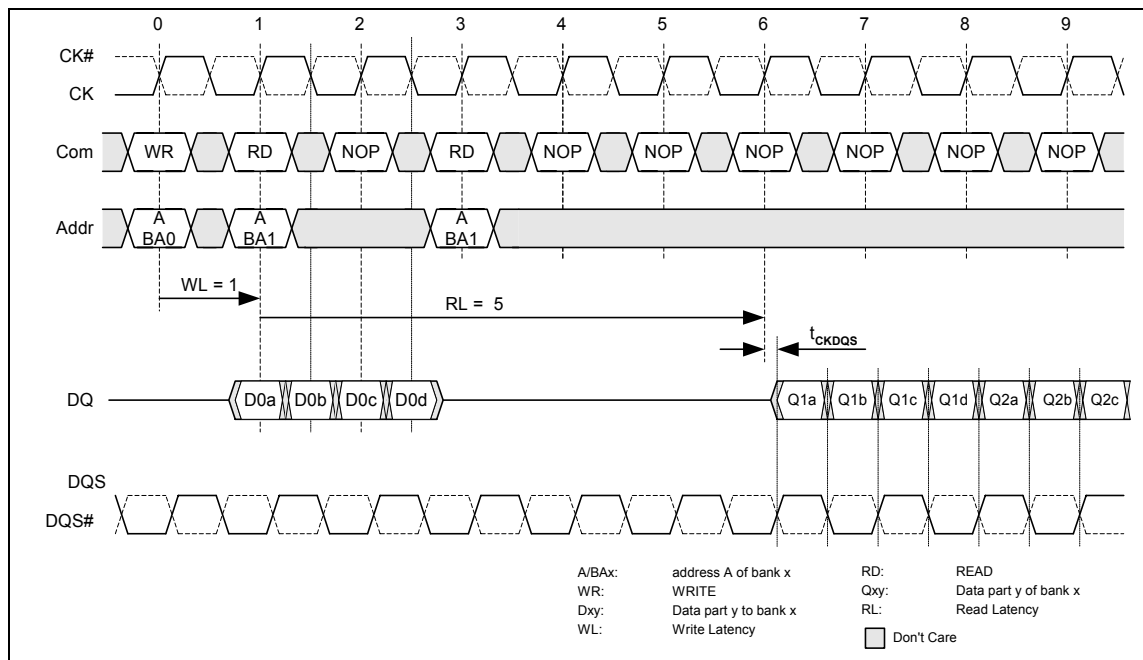 0 1 2 3 4 5 6 7 8 9
CK#
CK
Com WR RD NOP RD NOP NOP NOP NOP NOP NOP
Addr A BA0 A BA1 A BA1
WL = 1
RL = 5
tCKDQS
DQ D0a D0b D0c D0d Q1a Q1b Q1c Q1d Q2a Q2b Q2c
DQS
DQS#
A/BAx: address A of bank x RD: READ
WR: WRITE Qxy: Data part y of bank x
Dxy: Data part y to bank x RL: Read Latency
WL: Write Latency Don't Care